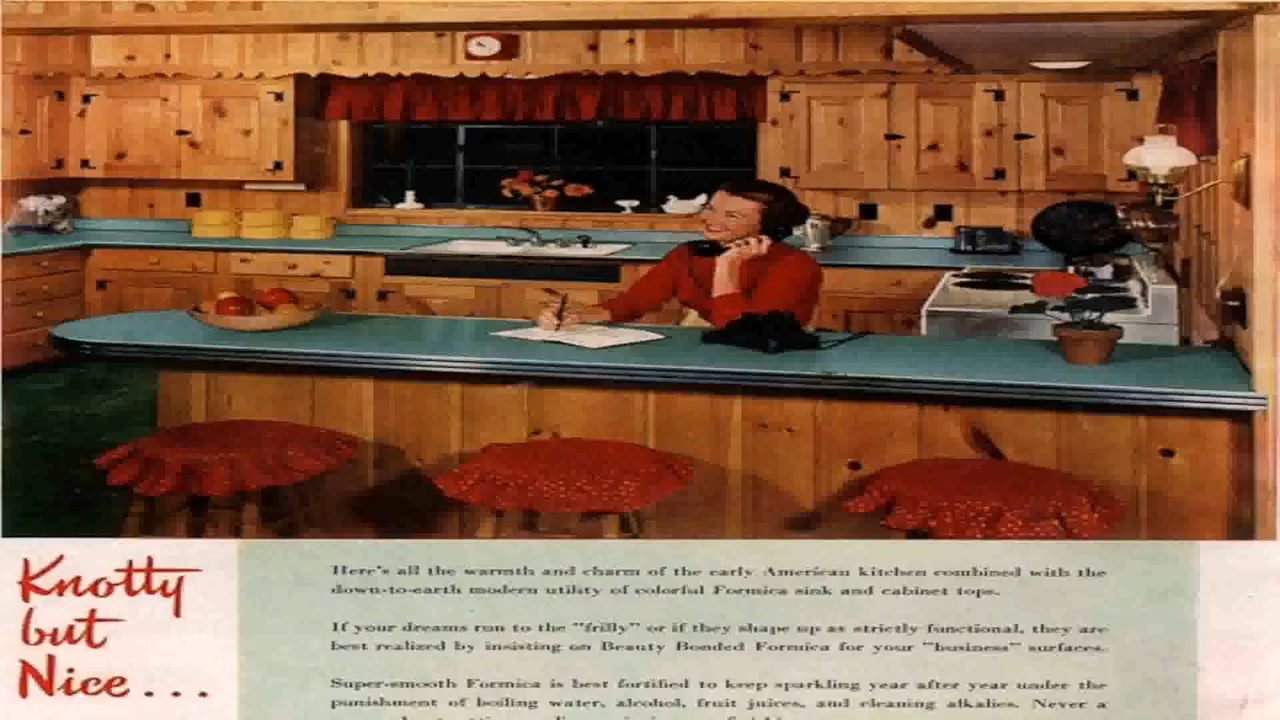 Knotty
but
Nice...
Here's all the warmth and charm of the early American kitchen combined with the
down-to-earth modern utility of colorful Formica sink and cabinet tops.
If your dreams run to the "frilly" or if they shape up as strictly functional, they are
best realized by insisting on Beauty Bonded Formica for your "business" surfaces.
Super-smooth Formica is best fortified to keep sparkling year after year under the
punishment of boiling water, alcohol, fruit juices, and cleaning alkalies. Never a